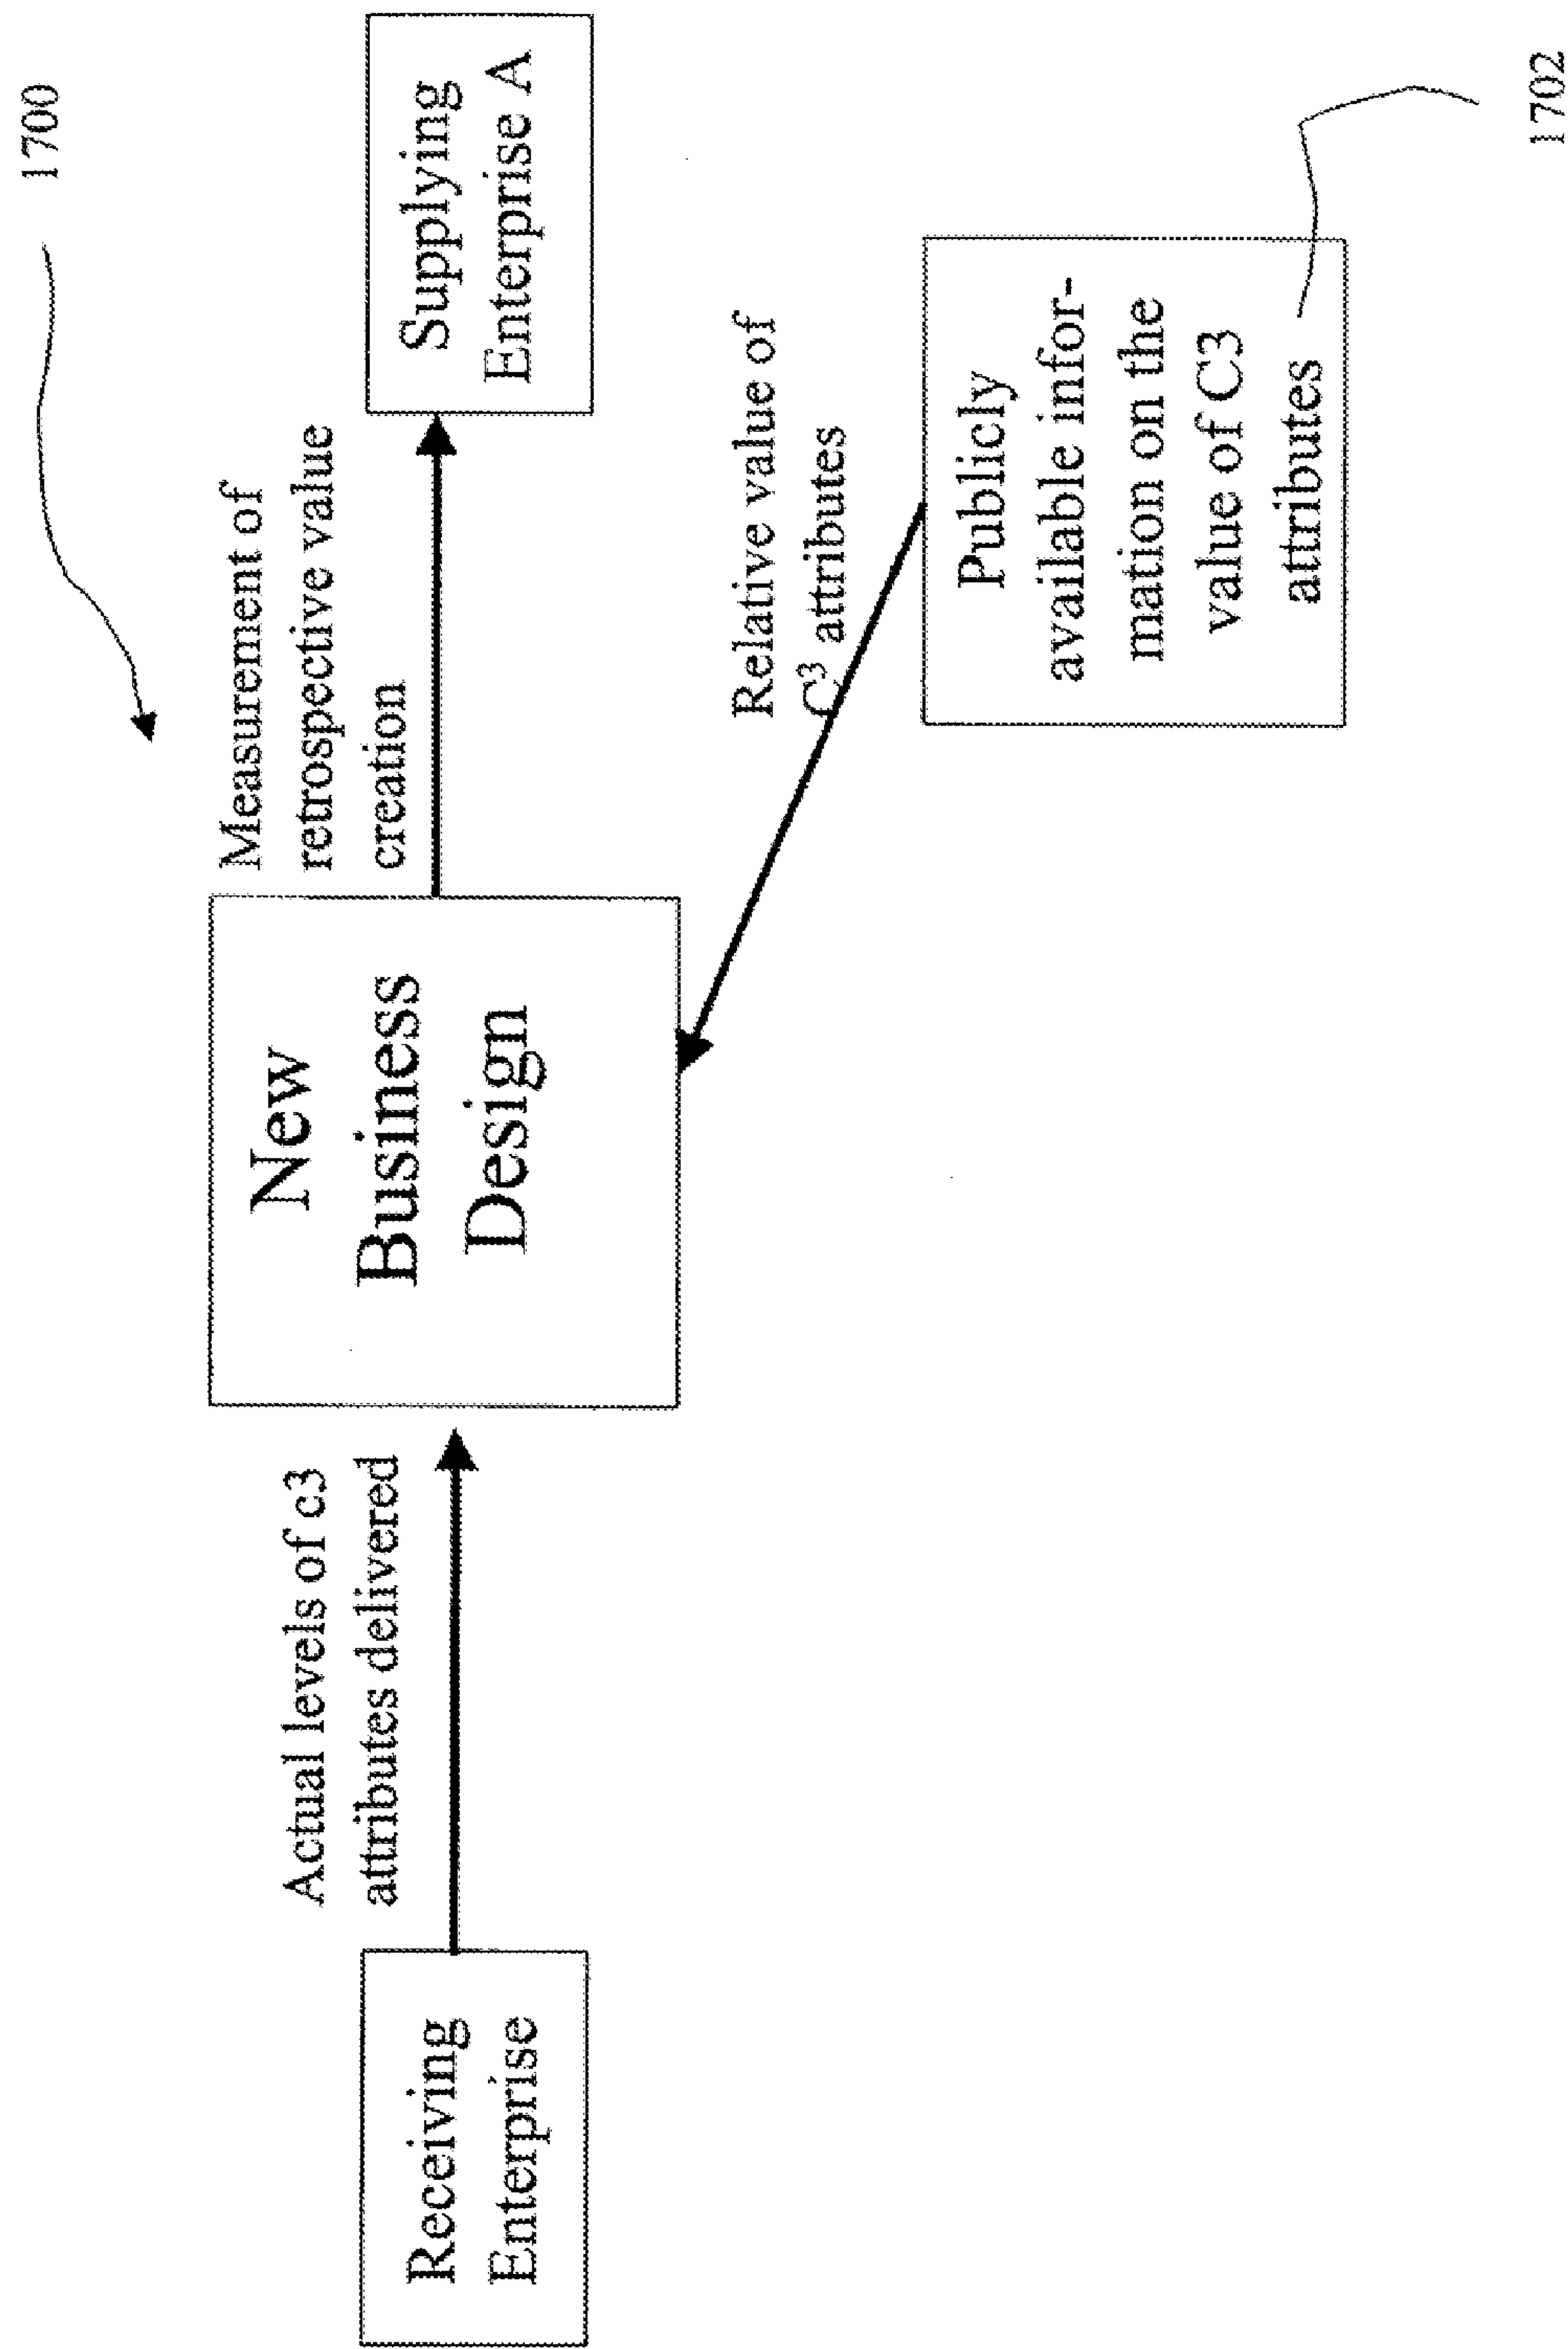 1700
Receiving
Enterprise
Actual levels of c3
attributes delivered
New
Business
Design
Measurement of
retrospective value
creation
Supplying
Enterprise A
Relative value of
C³ attributes
Publicly
available infor-
mation on the
value of C3
attributes
1702